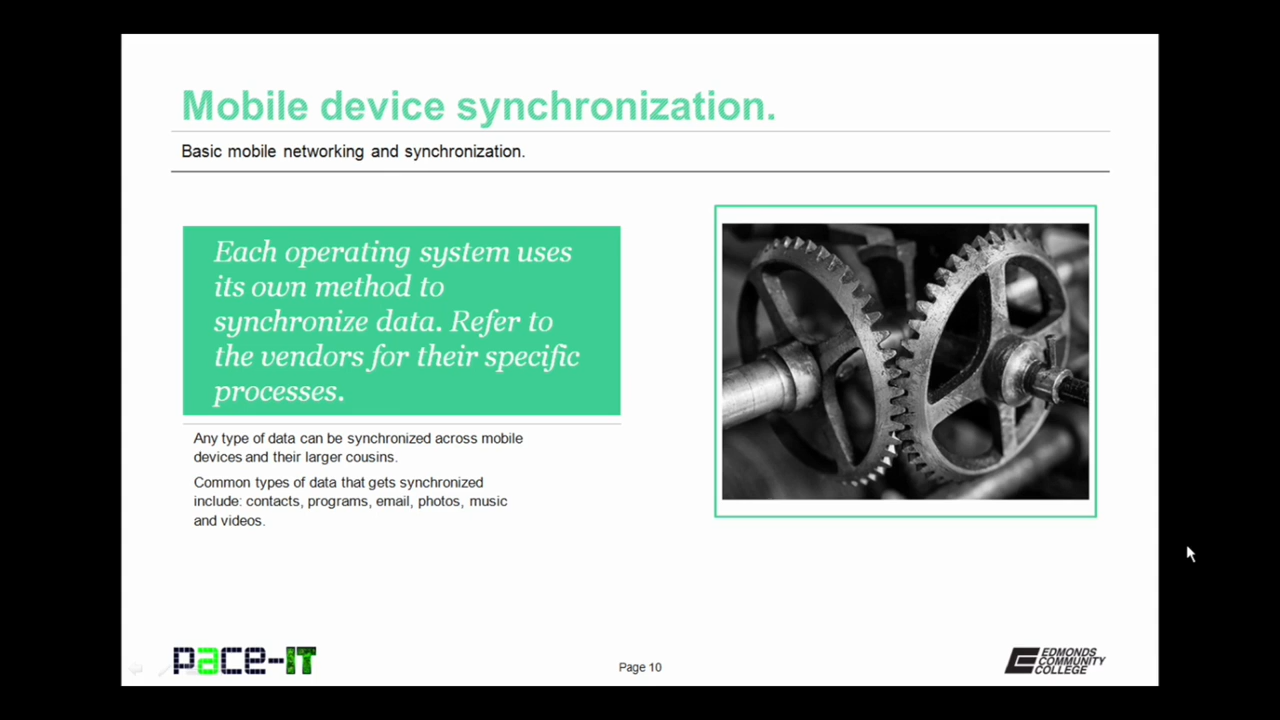 Mobile device synchronization.
Basic mobile networking and synchronization.
Each operating system uses
its own method to
synchronize data. Refer to
the vendors for their specific
processes.
Any type of data can be synchronized across mobile
devices and their larger cousins.
Common types of data that gets synchronized
include: contacts, programs, email, photos, music
and videos.
pace-IT
Page 10
EDMONDS
COMMUNITY
COLLEGE